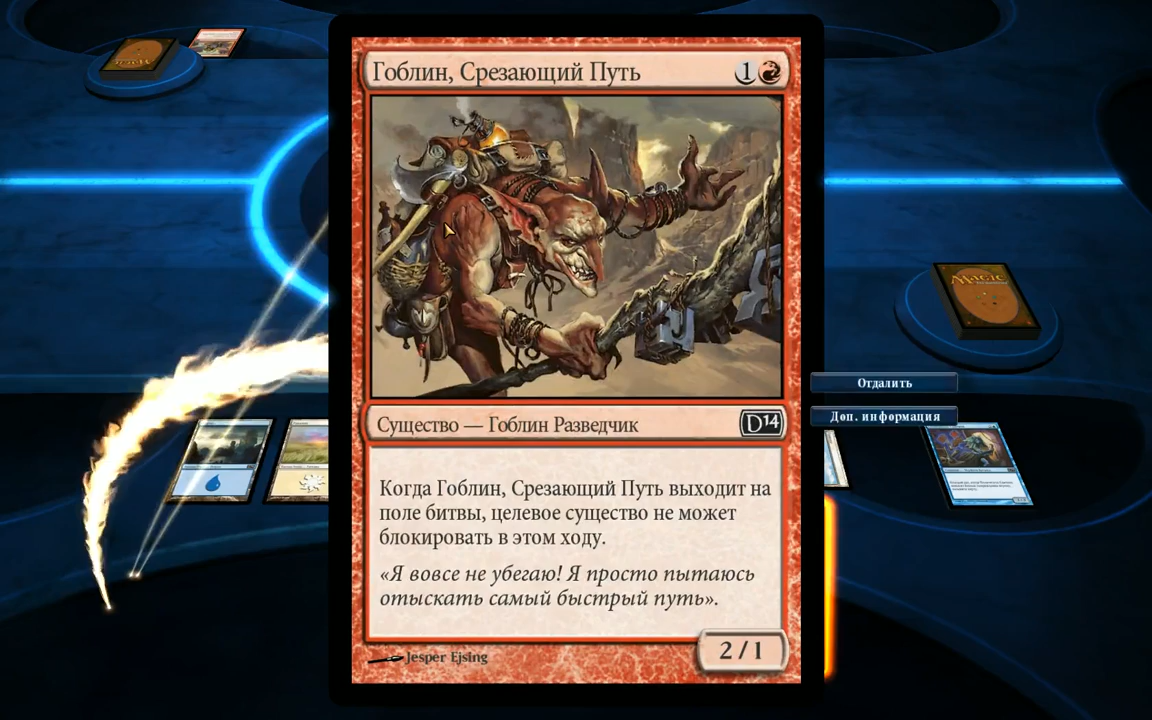 Гоблин, Срезающий Путь
1
Magic
Отдалить
Доп. информация
Существо — Гоблин Разведчик
D14
Когда Гоблин, Срезающий Путь выходит на
поле битвы, целевое существо не может
блокировать в этом ходу.
«Я вовсе не убегаю! Я просто пытаюсь
отыскать самый быстрый путь».
2 / 1
Jesper Ejsing